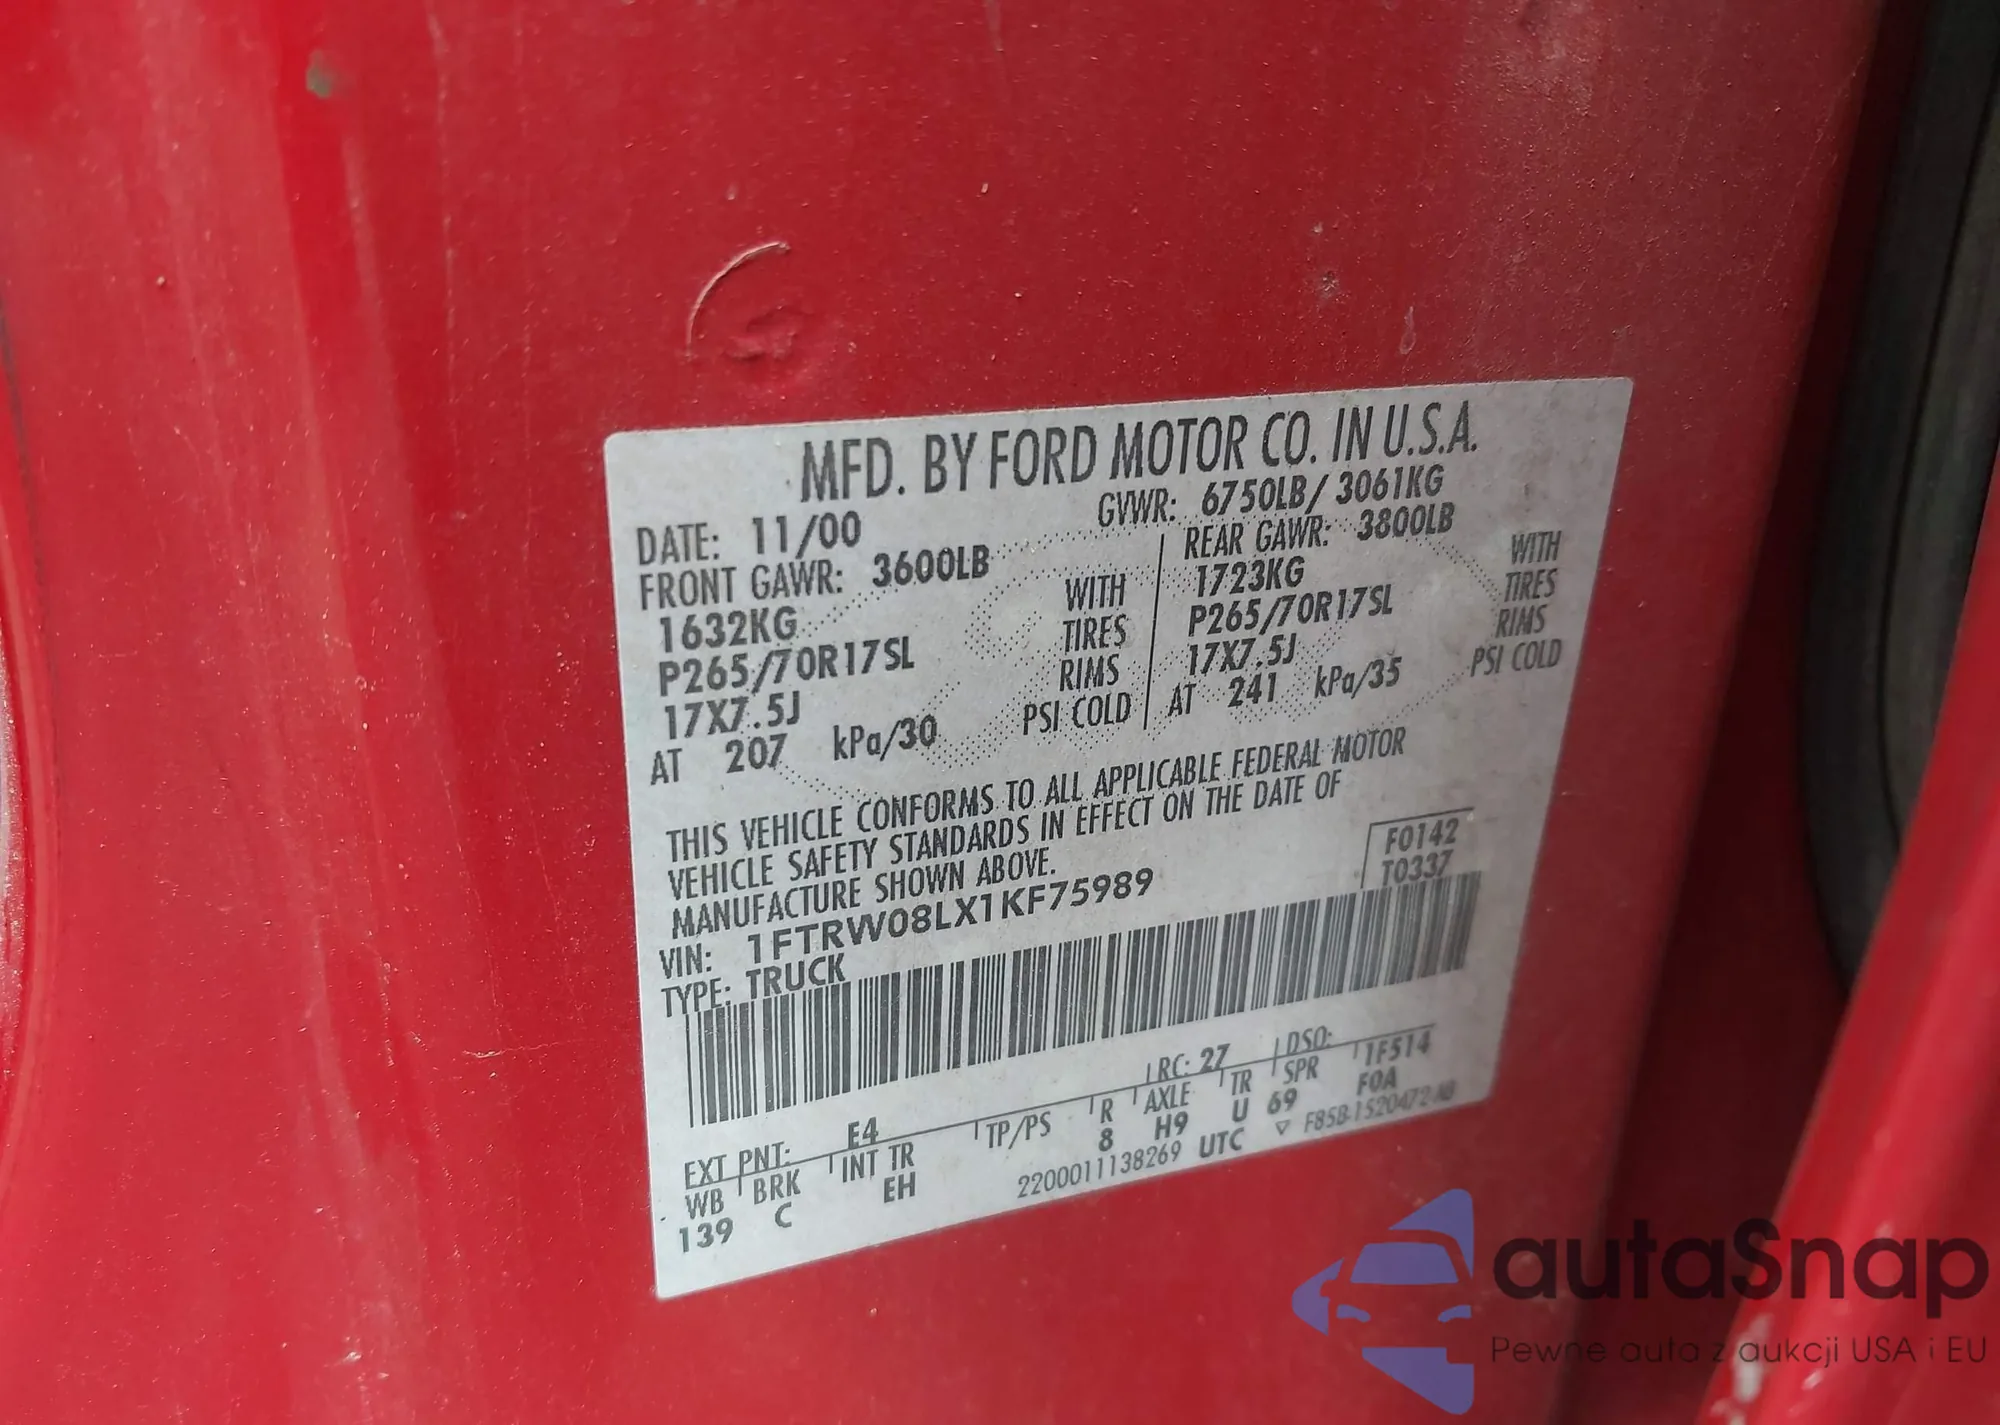 MFD. BY FORD MOTOR CO. IN U.S.A.
DATE: 11/00 GVWR: 6750LB/ 3061KG
FRONT GAWR: 3600LB REAR GAWR: 3800LB
1632KG WITH 1723KG WITH
P265/70R17SL TIRES P265/70R17SL TIRES
17X7.5J RIMS 17X7.5J RIMS
AT 207 kPa/30 PSI COLD AT 241 kPa/35 PSI COLD
THIS VEHICLE CONFORMS TO ALL APPLICABLE FEDERAL MOTOR
VEHICLE SAFETY STANDARDS IN EFFECT ON THE DATE OF
MANUFACTURE SHOWN ABOVE.
F0142
T0337
VIN: 1FTRW08LX1KF75989
TYPE: TRUCK
EXT PNT: E4 RC: 27 DSO: 1F514
WB BRK INT TR TP/PS R AXLE TR SPR F0A
139 C EH 8 H9 U 69
2200011138269 UTC ▽ F85B-1520472-AB
autaSnap
Pewne auta z aukcji USA i EU